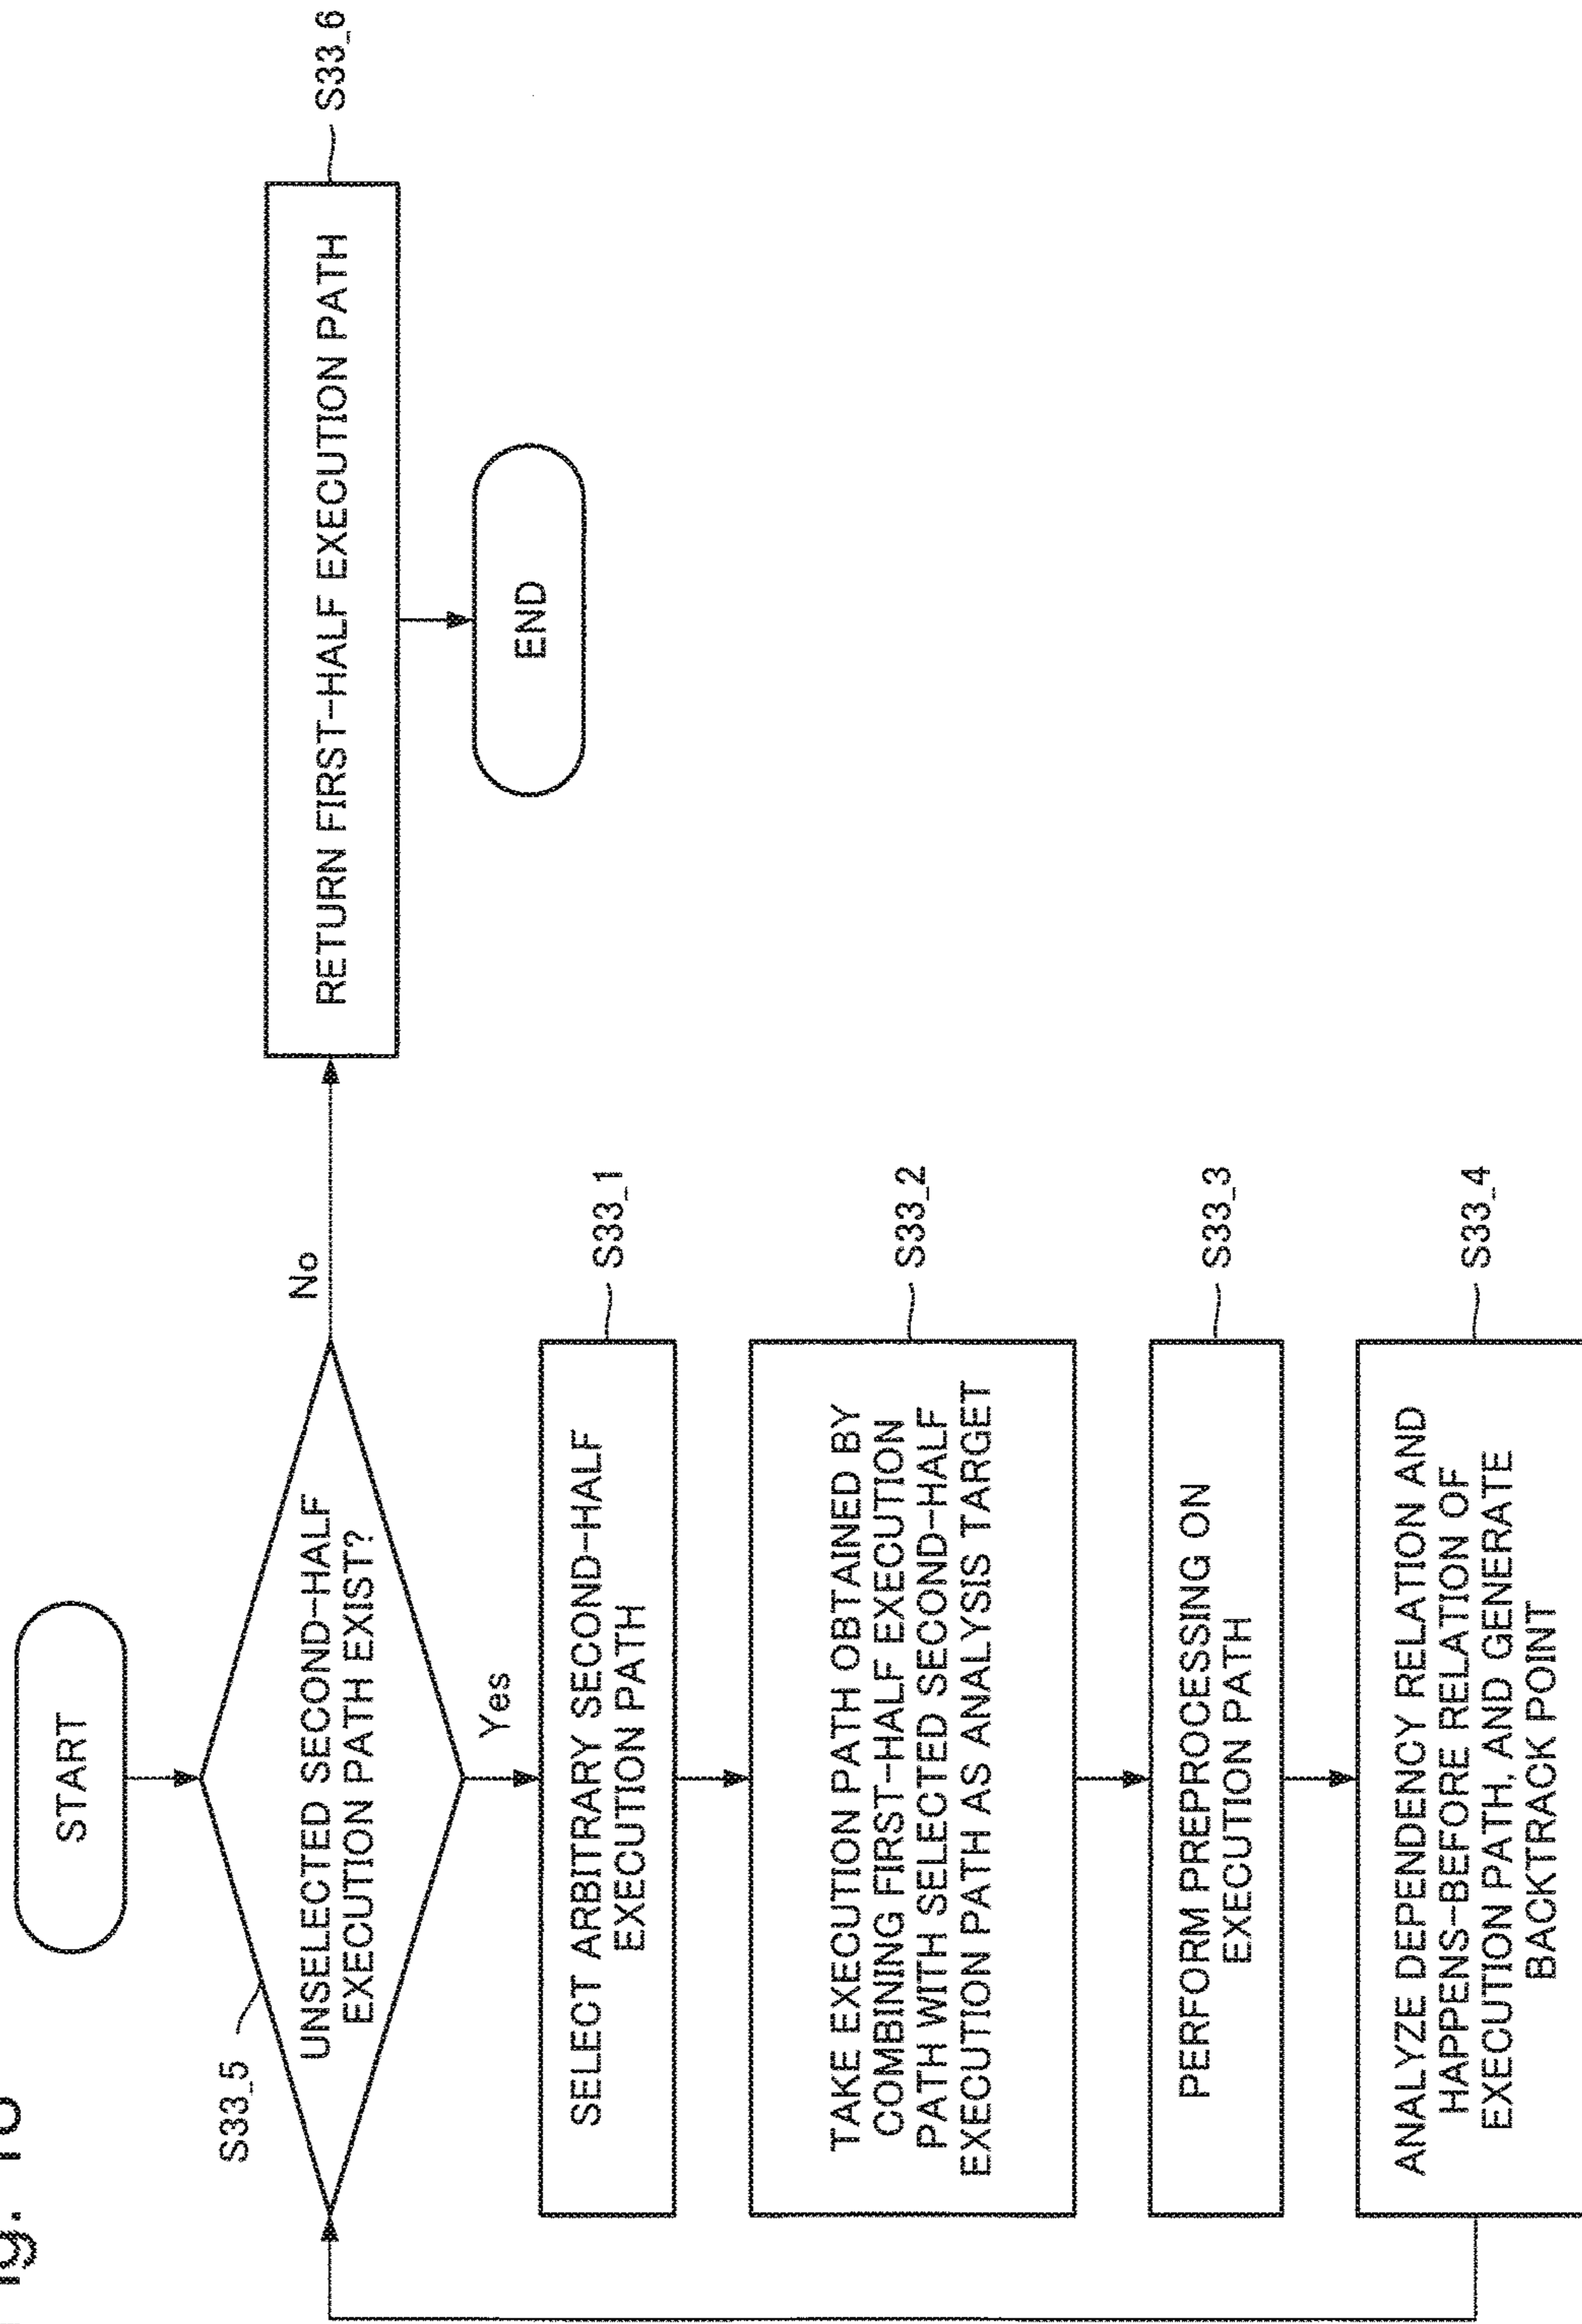 START
S33_5
UNSELECTED SECOND-HALF
EXECUTION PATH EXIST?
No
RETURN FIRST-HALF EXECUTION PATH
S33_6
END
Yes
SELECT ARBITRARY SECOND-HALF
EXECUTION PATH
S33_1
TAKE EXECUTION PATH OBTAINED BY
COMBINING FIRST-HALF EXECUTION
PATH WITH SELECTED SECOND-HALF
EXECUTION PATH AS ANALYSIS TARGET
S33_2
PERFORM PREPROCESSING ON
EXECUTION PATH
S33_3
ANALYZE DEPENDENCY RELATION AND
HAPPENS-BEFORE RELATION OF
EXECUTION PATH, AND GENERATE
BACKTRACK POINT
S33_4